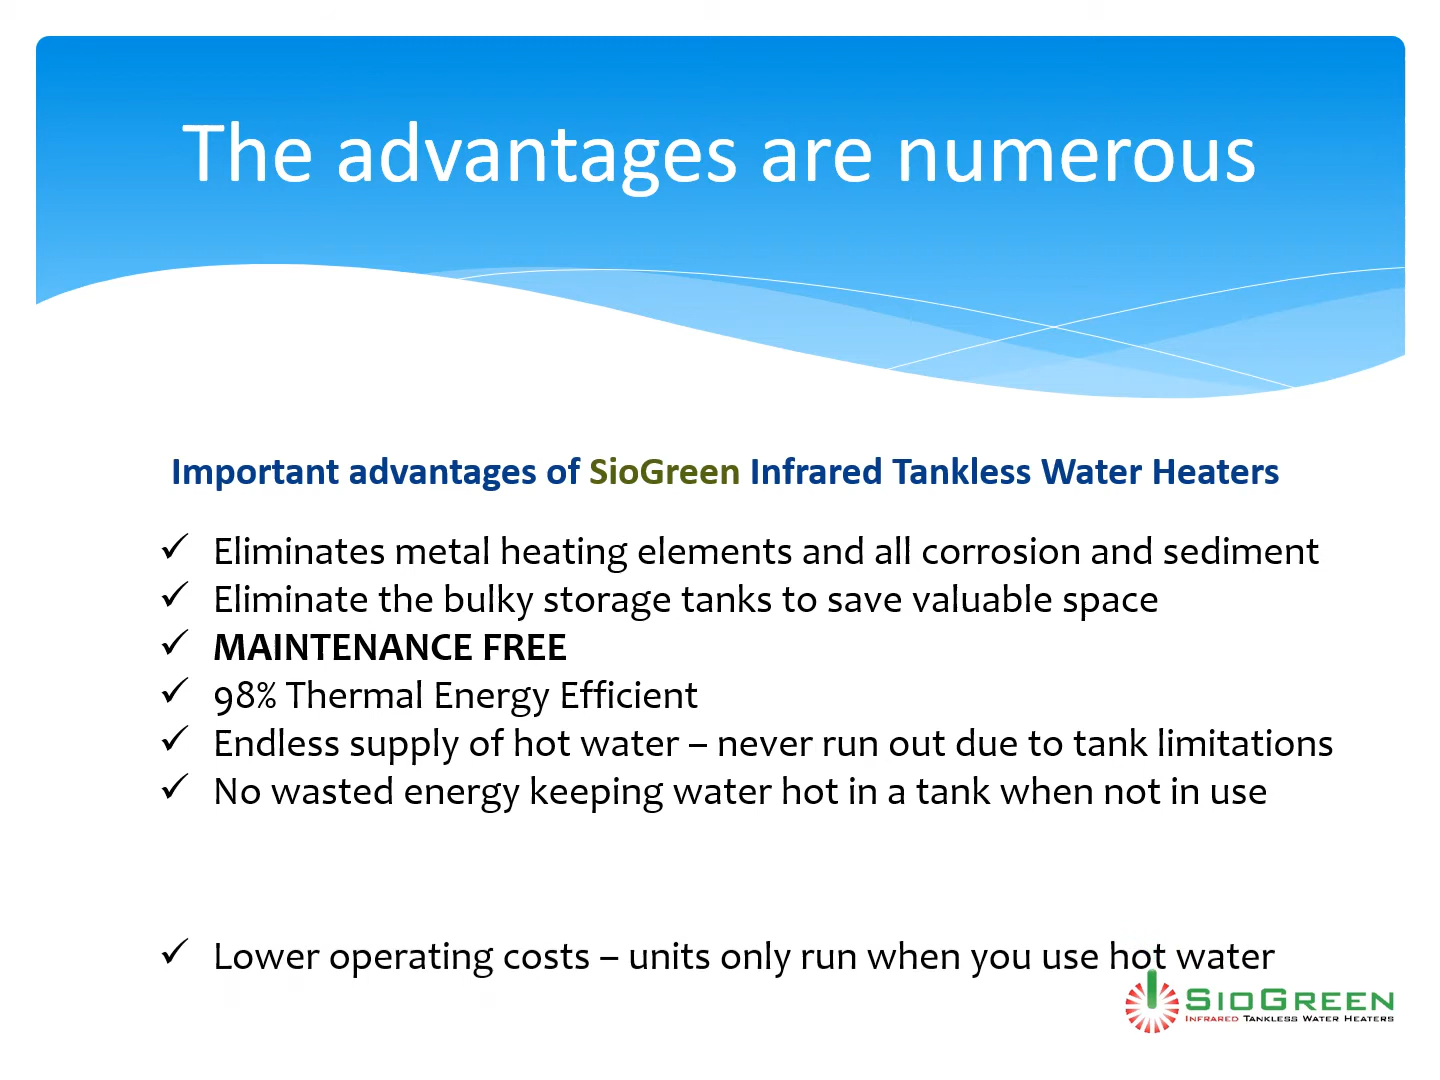 The advantages are numerous
Important advantages of SioGreen Infrared Tankless Water Heaters
✓ Eliminates metal heating elements and all corrosion and sediment
✓ Eliminate the bulky storage tanks to save valuable space
✓ MAINTENANCE FREE
✓ 98% Thermal Energy Efficient
✓ Endless supply of hot water – never run out due to tank limitations
✓ No wasted energy keeping water hot in a tank when not in use
✓ Lower operating costs – units only run when you use hot water
SIOGREEN
INFRARED TANKLESS WATER HEATERS